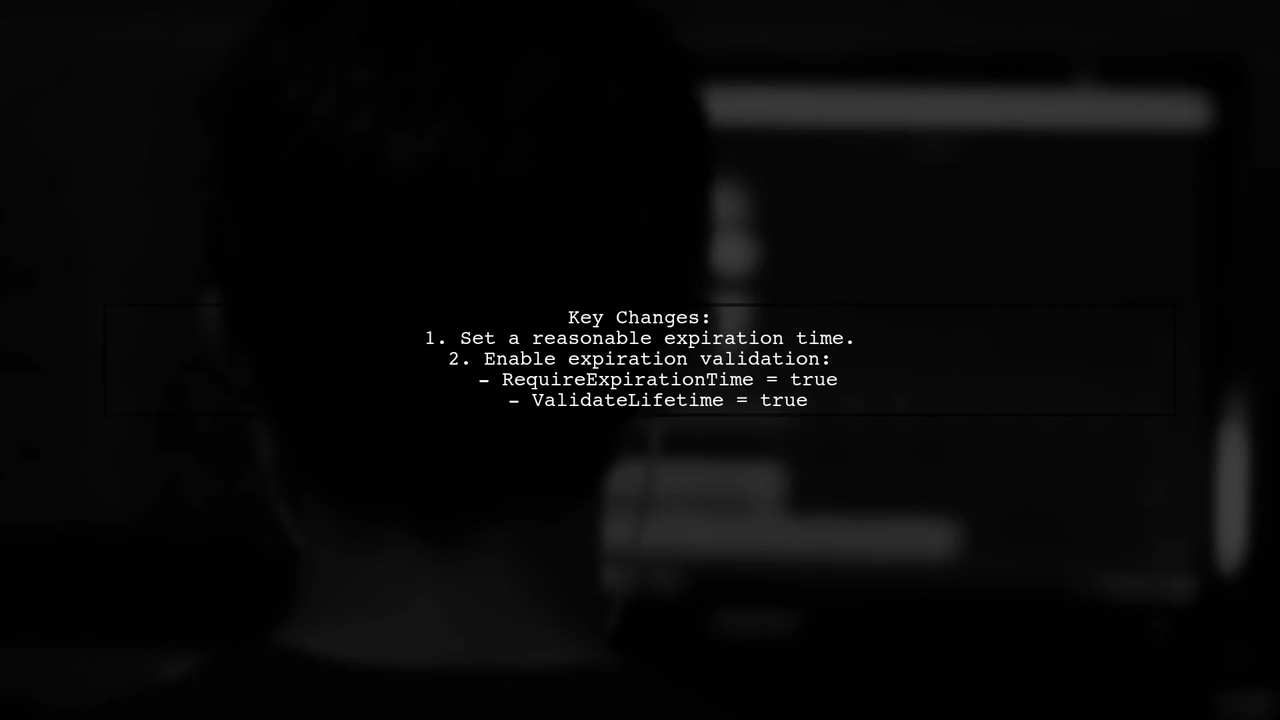 Key Changes:
1. Set a reasonable expiration time.
2. Enable expiration validation:
- RequireExpirationTime = true
- ValidateLifetime = true